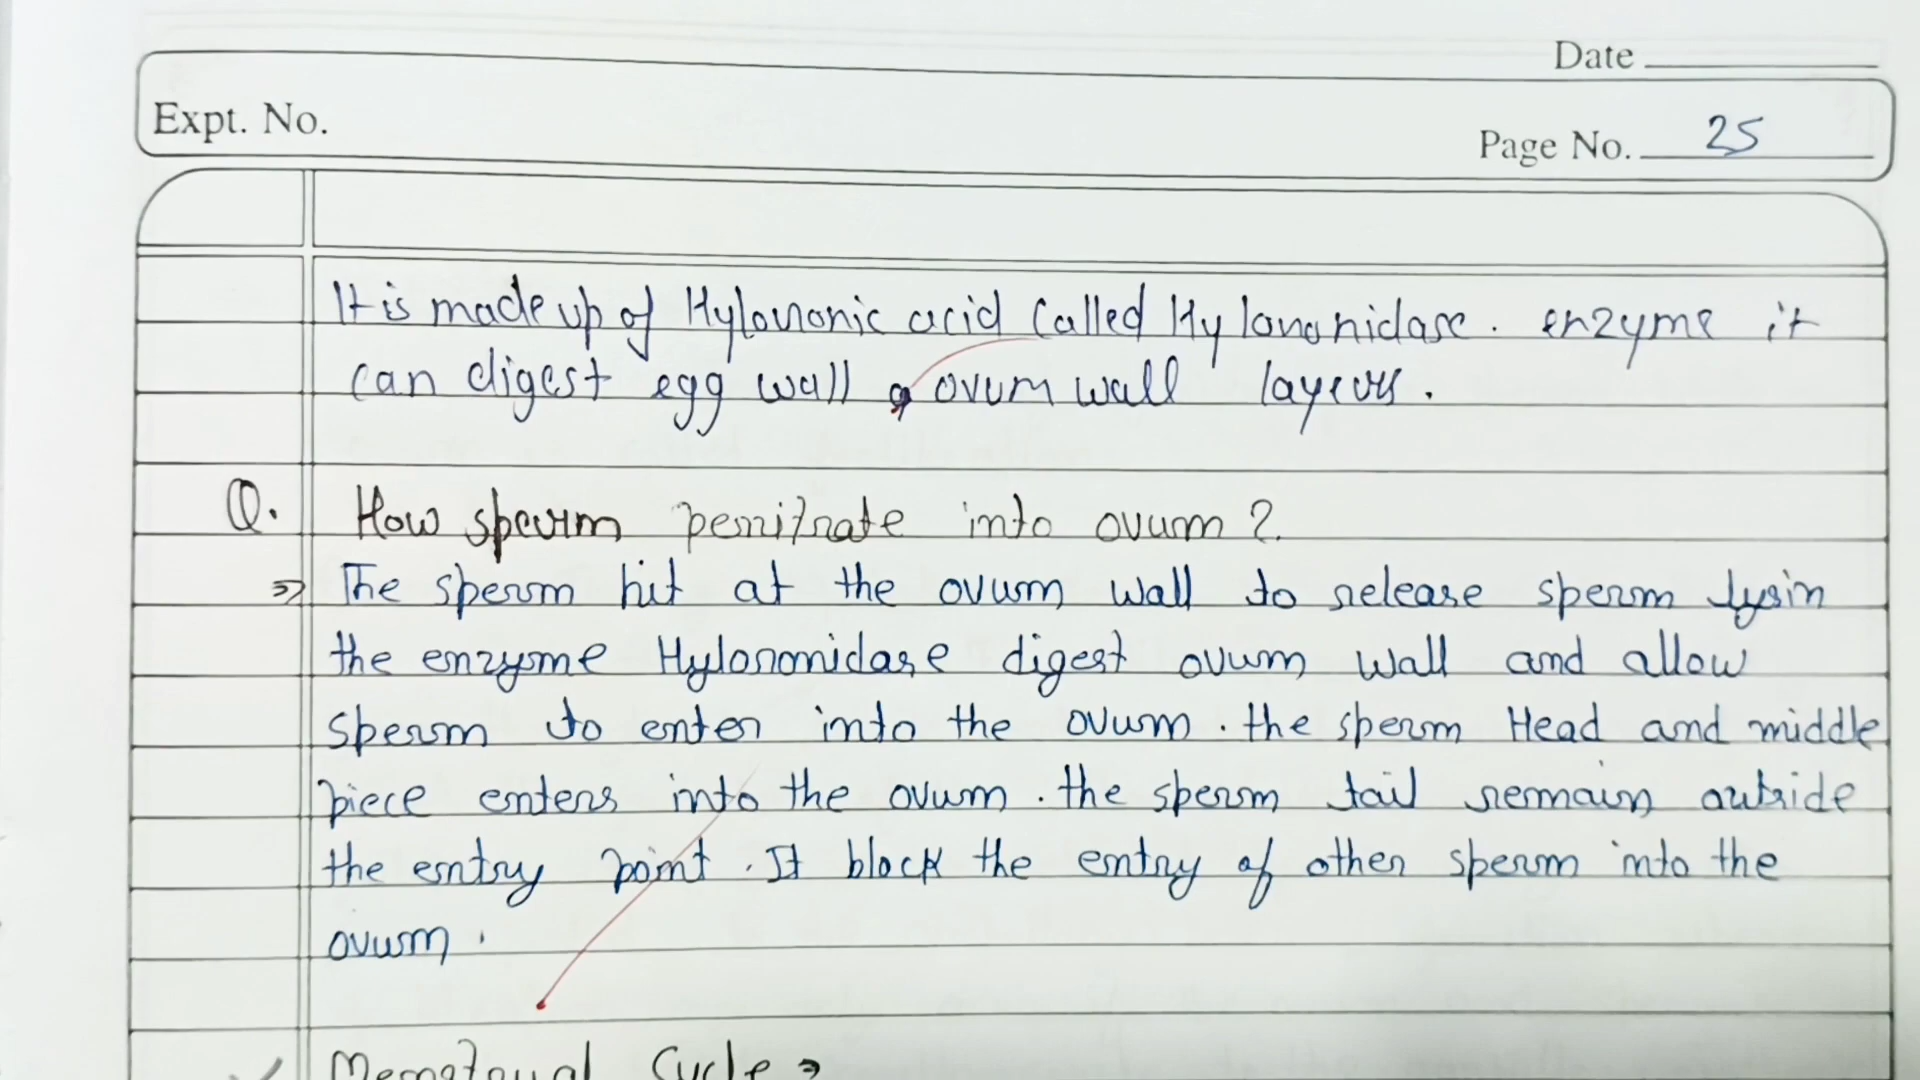 Date
Expt. No.
Page No. 25
It is made up of Hylouronic acid called Hylouronidase. enzyme it
can digest egg wall ovum wall layers.
Q. How sperm penitrate into ovum?
⇒ The sperm hit at the ovum wall to release sperm lysin
the enzyme Hyloronidase digest ovum wall and allow
sperm to enter into the ovum. the sperm Head and middle
piece enters into the ovum. the sperm tail remain outside
the entry point. It block the entry of other sperm into the
ovum.
Menstrual Cycle →